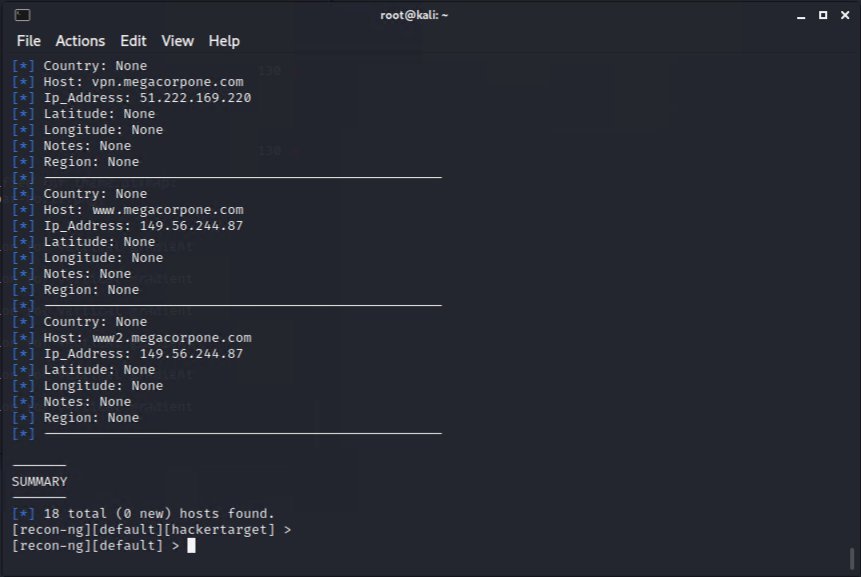 root@kali: ~
File Actions Edit View Help
[*] Country: None
[*] Host: vpn.megacorpone.com
[*] Ip_Address: 51.222.169.220
[*] Latitude: None
[*] Longitude: None
[*] Notes: None
[*] Region: None
[*] --------------------------------------------------
[*] Country: None
[*] Host: www.megacorpone.com
[*] Ip_Address: 149.56.244.87
[*] Latitude: None
[*] Longitude: None
[*] Notes: None
[*] Region: None
[*] --------------------------------------------------
[*] Country: None
[*] Host: www2.megacorpone.com
[*] Ip_Address: 149.56.244.87
[*] Latitude: None
[*] Longitude: None
[*] Notes: None
[*] Region: None
[*] --------------------------------------------------
-------
SUMMARY
-------
[*] 18 total (0 new) hosts found.
[recon-ng][default][hackertarget] >
[recon-ng][default] >